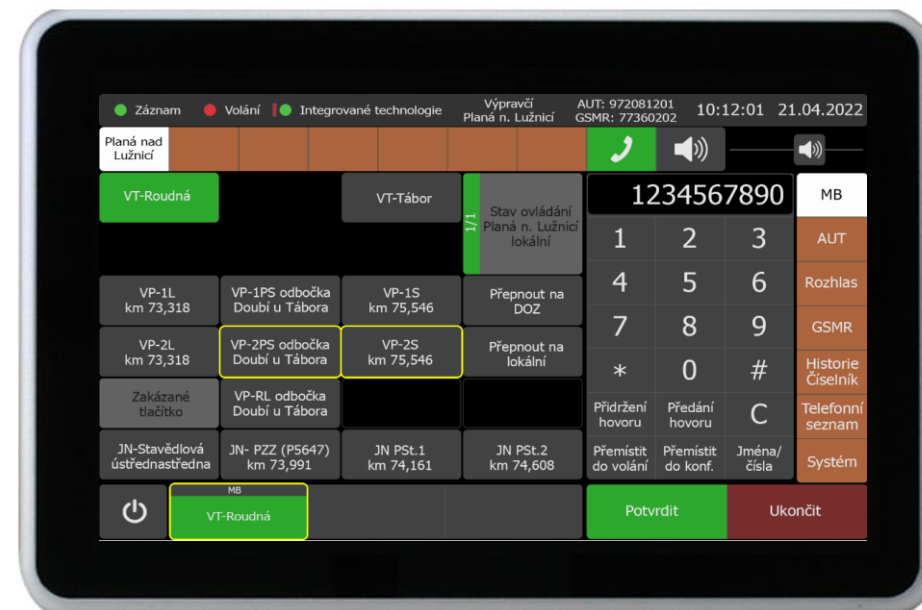 Záznam
Volání
Integrované technologie
Výpravčí
Planá n. Lužnicí
AUT: 972081201
GSMR: 77360202
10:12:01 21.04.2022
Planá nad
Lužnicí
VT-Roudná
VT-Tábor
1/1
Stav ovládání
Planá n. Lužnicí
lokální
1234567890
MB
1
2
3
AUT
VP-1L
km 73,318
VP-1PS odbočka
Doubí u Tábora
VP-1S
km 75,546
Přepnout na
DOZ
4
5
6
Rozhlas
7
8
9
GSMR
VP-2L
km 73,318
VP-2PS odbočka
Doubí u Tábora
VP-2S
km 75,546
Přepnout na
lokální
*
0
#
Historie
Číselník
Zakázané
tlačítko
VP-RL odbočka
Doubí u Tábora
Přidržení
hovoru
Předání
hovoru
C
Telefonní
seznam
JN-Stavědlová
ústřednastředna
JN- PZZ (P5647)
km 73,991
JN PSt.1
km 74,161
JN PSt.2
km 74,608
Přemístit
do volání
Přemístit
do konf.
Jména/
čísla
Systém
MB
VT-Roudná
Potvrdit
Ukončit